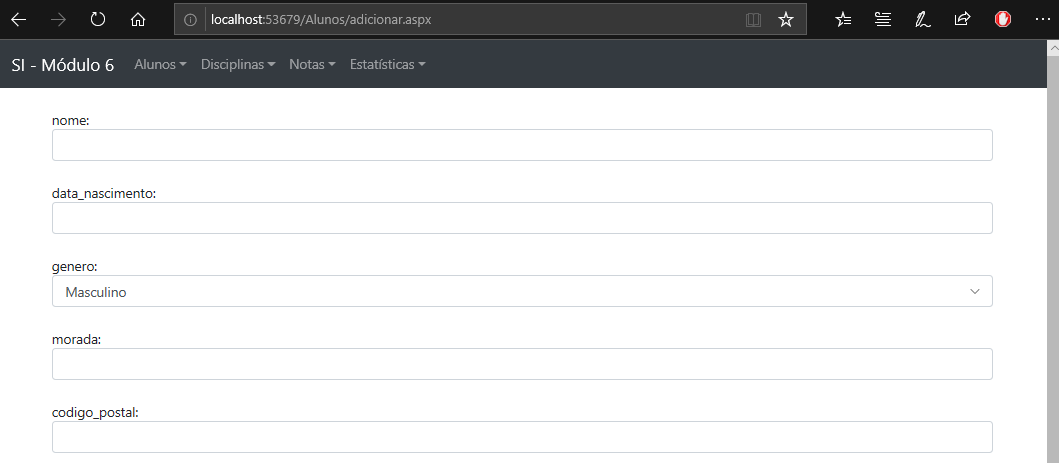 localhost:53679/Alunos/adicionar.aspx
SI - Módulo 6 Alunos Disciplinas Notas Estatísticas
nome:
data_nascimento:
genero:
Masculino
morada:
codigo_postal: